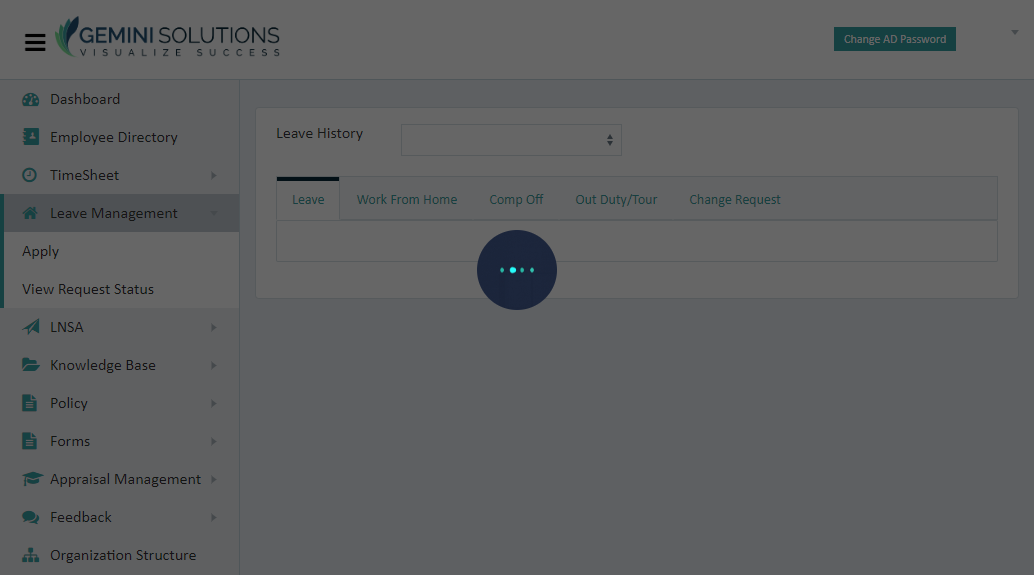 GEMINI SOLUTIONS
VISUALIZE SUCCESS
Change AD Password
Dashboard
Employee Directory
TimeSheet
Leave Management
Apply
View Request Status
LNSA
Knowledge Base
Policy
Forms
Appraisal Management
Feedback
Organization Structure
Leave History
Leave Work From Home Comp Off Out Duty/Tour Change Request